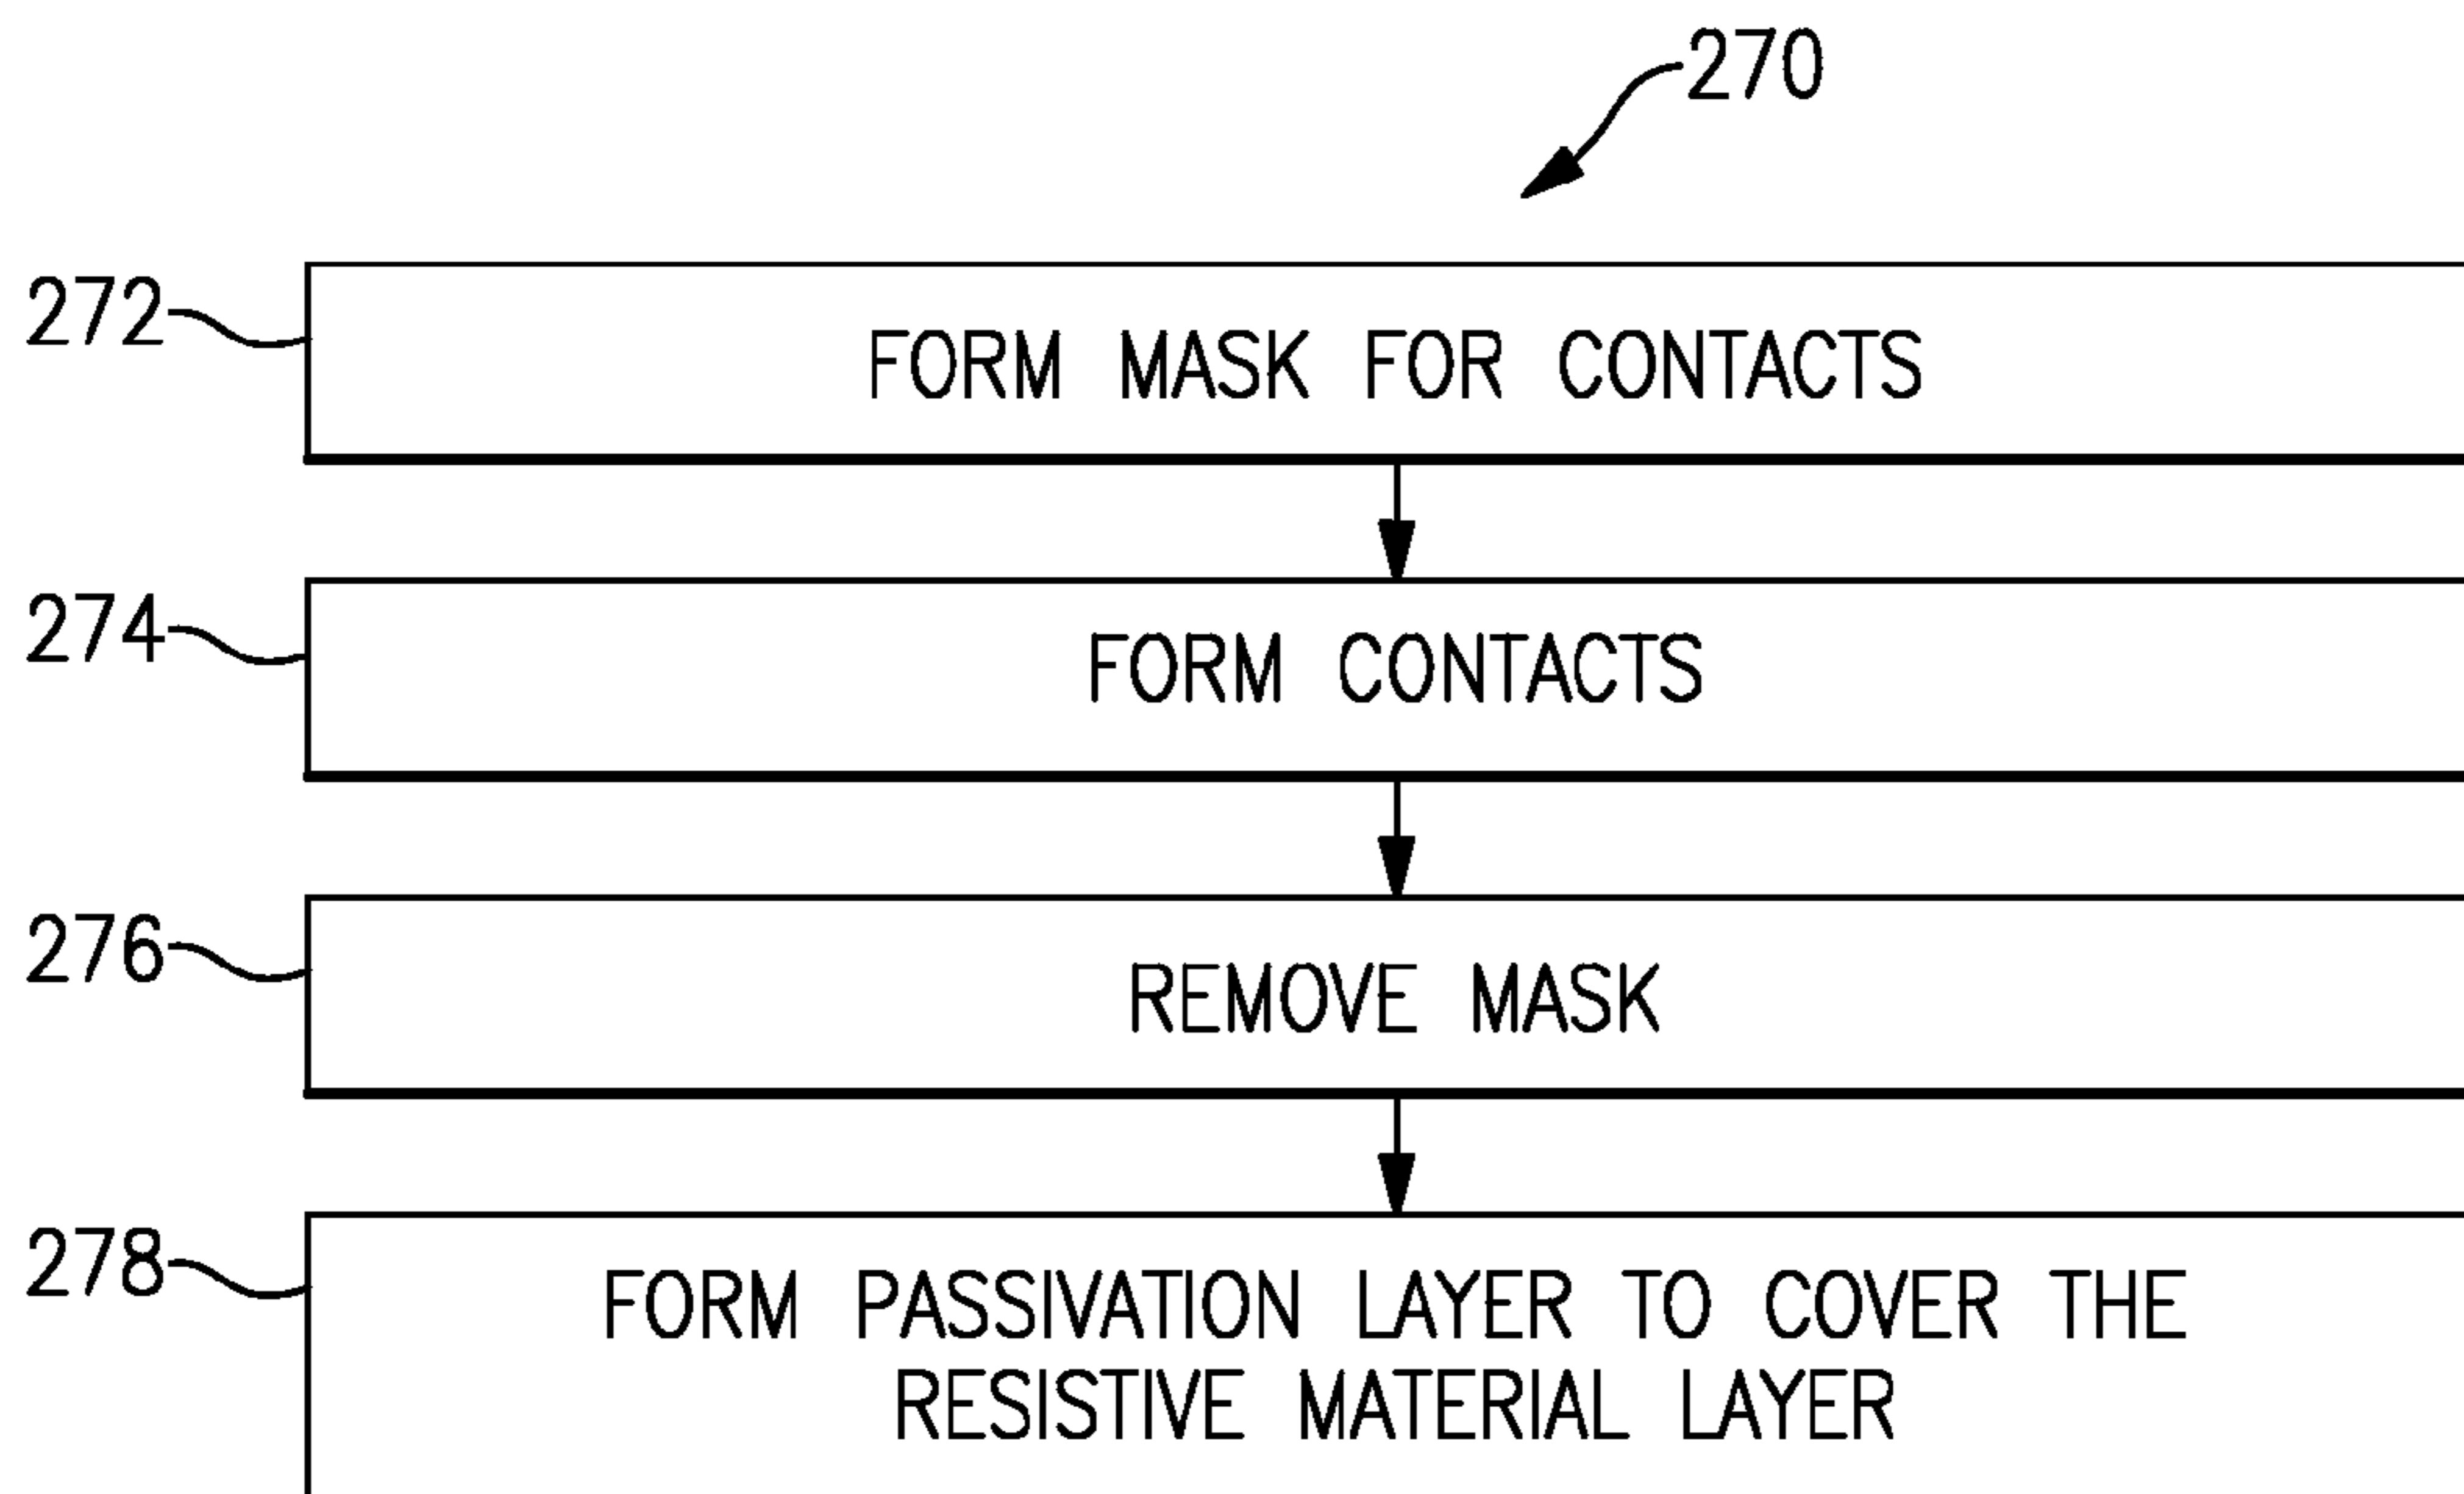 270
272
FORM MASK FOR CONTACTS
274
FORM CONTACTS
276
REMOVE MASK
278
FORM PASSIVATION LAYER TO COVER THE
RESISTIVE MATERIAL LAYER